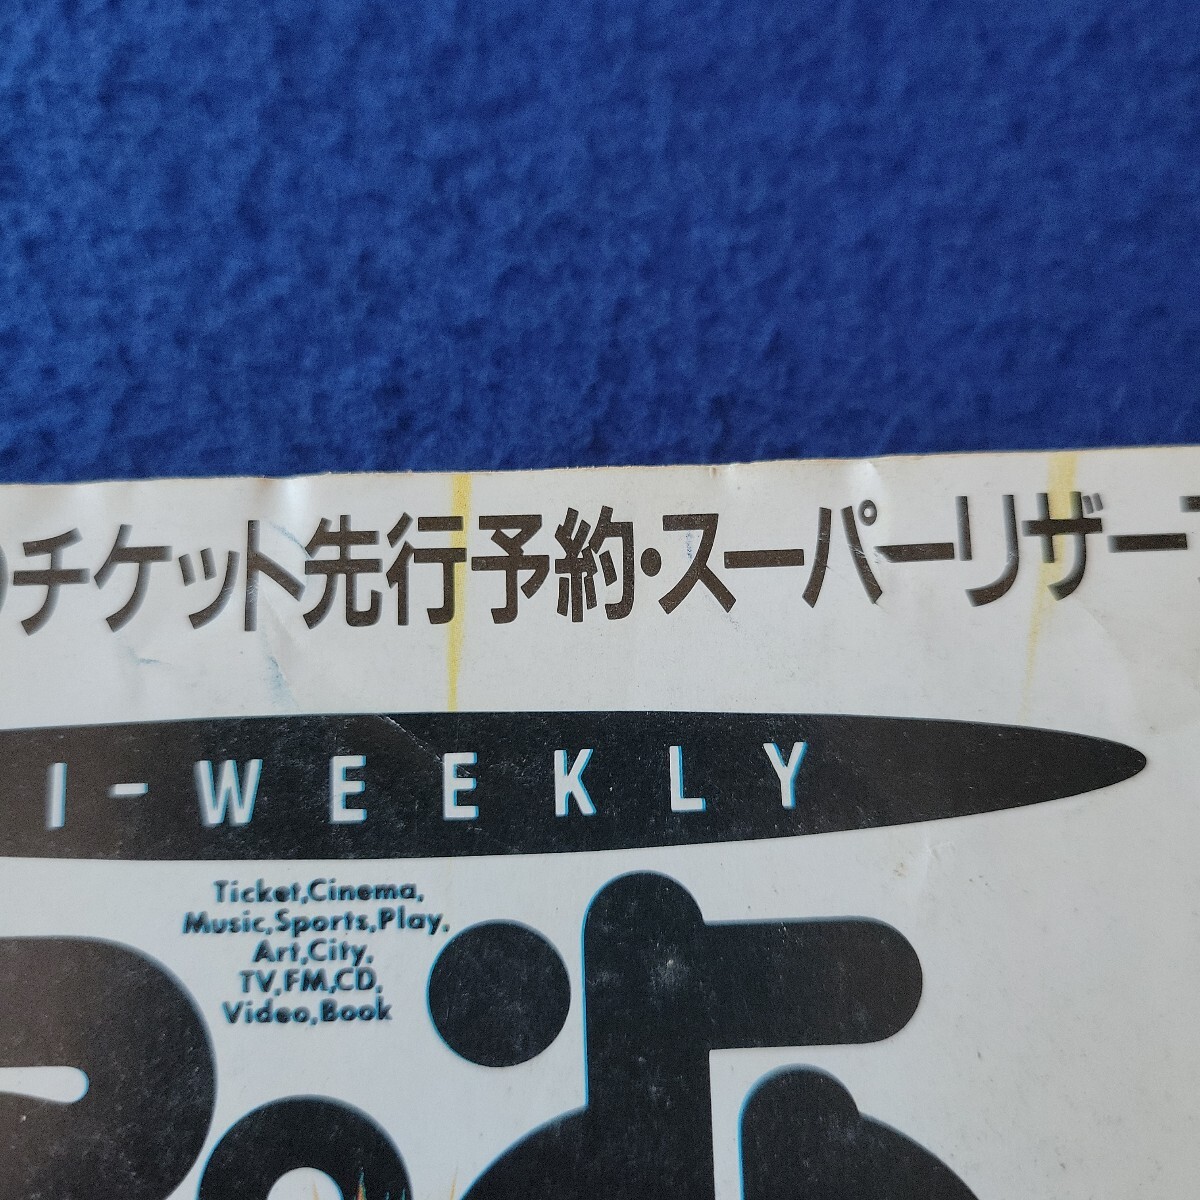 チケット先行予約・スーパーリザー
I-WEEKLY
Ticket,Cinema,
Music,Sports,Play,
Art,City,
TV,FM,CD,
Video,Book